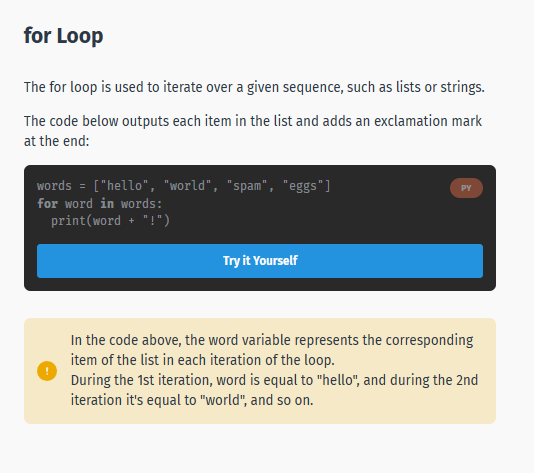 for Loop
The for loop is used to iterate over a given sequence, such as lists or strings.
The code below outputs each item in the list and adds an exclamation mark
at the end:
words = ["hello", "world", "spam", "eggs"]
PY
for word in words:
  print(word + "!")
Try it Yourself
!
In the code above, the word variable represents the corresponding
item of the list in each iteration of the loop.
During the 1st iteration, word is equal to "hello", and during the 2nd
iteration it's equal to "world", and so on.